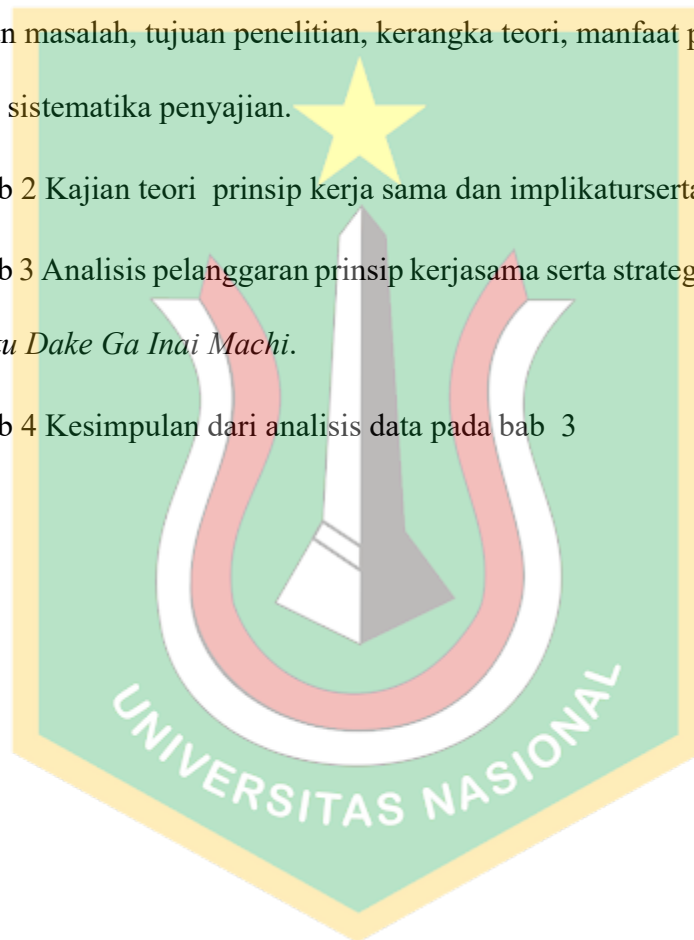 an masalah, tujuan penelitian, kerangka teori, manfaat p
sistematika penyajian.
b 2 Kajian teori  prinsip kerja sama dan implikaturserta
b 3 Analisis pelanggaran prinsip kerjasama serta strateg
u Dake Ga Inai Machi.
b 4 Kesimpulan dari analisis data pada bab  3
UNIVERSITAS NASIONAL